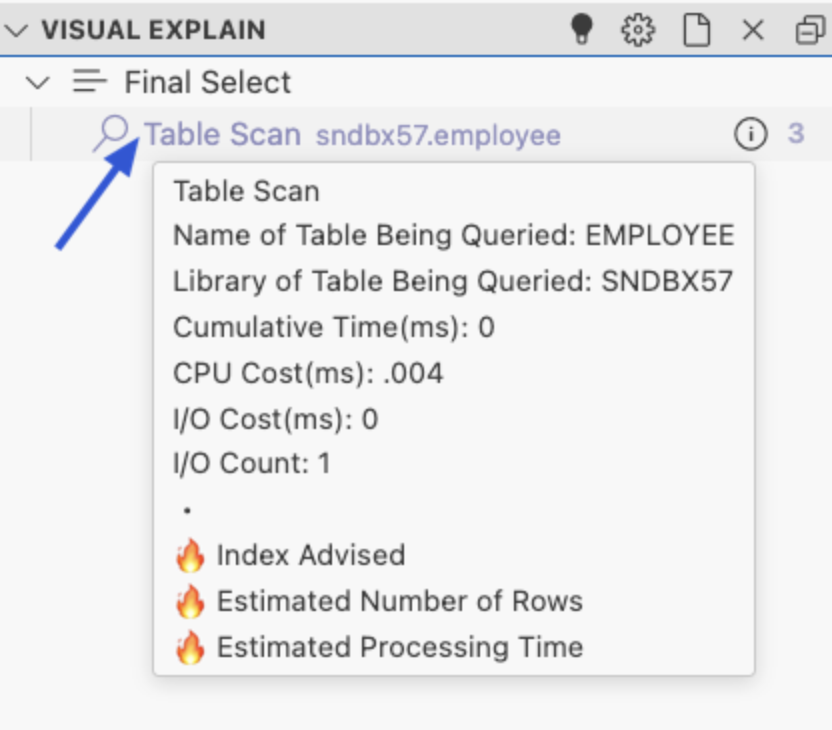 VISUAL EXPLAIN
Final Select
Table Scan sndbx57.employee 3
Table Scan
Name of Table Being Queried: EMPLOYEE
Library of Table Being Queried: SNDBX57
Cumulative Time(ms): 0
CPU Cost(ms): .004
I/O Cost(ms): 0
I/O Count: 1
.
🔥 Index Advised
🔥 Estimated Number of Rows
🔥 Estimated Processing Time